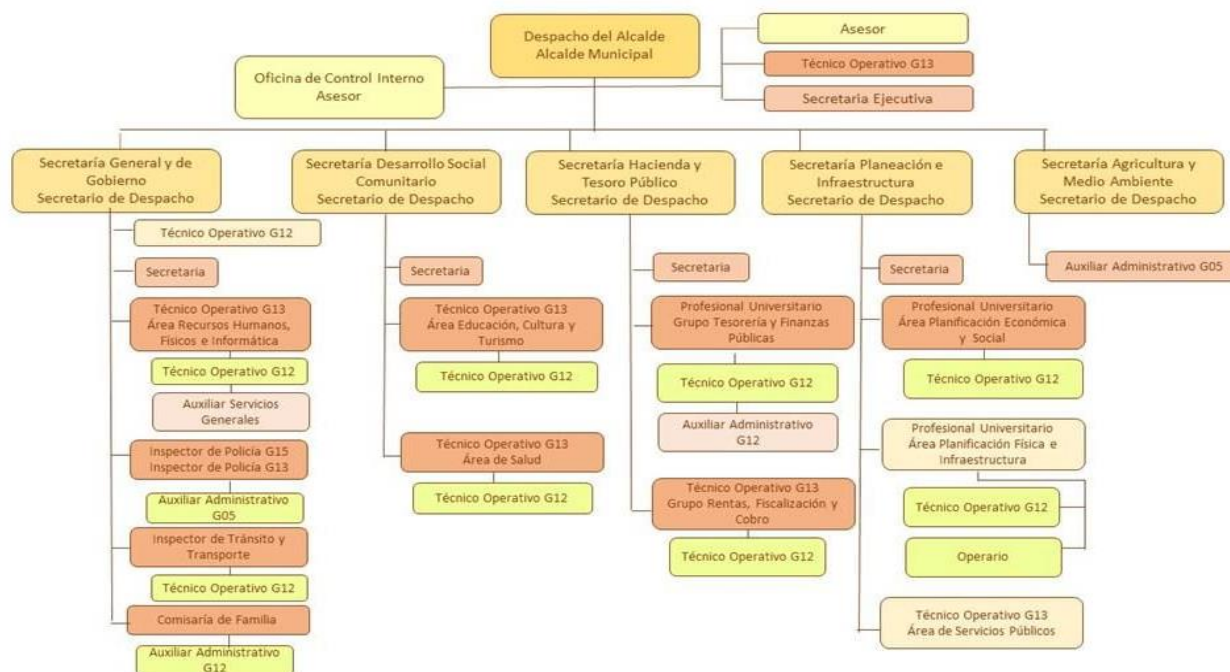 Despacho del Alcalde
Alcalde Municipal
Asesor
Técnico Operativo G13
Secretaria Ejecutiva
Oficina de Control Interno
Asesor
Secretaría General y de
Gobierno
Secretario de Despacho
Secretaría Desarrollo Social
Comunitario
Secretario de Despacho
Secretaría Hacienda y
Tesoro Público
Secretario de Despacho
Secretaría Planeación e
Infraestructura
Secretario de Despacho
Secretaría Agricultura y
Medio Ambiente
Secretario de Despacho
Técnico Operativo G12
Secretaria
Técnico Operativo G13
Área Recursos Humanos,
Físicos e Informática
Técnico Operativo G12
Auxiliar Servicios
Generales
Inspector de Policía G15
Inspector de Policía G13
Auxiliar Administrativo
G05
Inspector de Tránsito y
Transporte
Técnico Operativo G12
Comisaría de Familia
Auxiliar Administrativo
G12
Secretaria
Técnico Operativo G13
Área Educación, Cultura y
Turismo
Técnico Operativo G12
Técnico Operativo G13
Área de Salud
Técnico Operativo G12
Secretaria
Profesional Universitario
Grupo Tesorería y Finanzas
Públicas
Técnico Operativo G12
Auxiliar Administrativo
G12
Técnico Operativo G13
Grupo Rentas, Fiscalización y
Cobro
Técnico Operativo G12
Secretaria
Profesional Universitario
Área Planificación Económica
y Social
Técnico Operativo G12
Profesional Universitario
Área Planificación Física e
Infraestructura
Técnico Operativo G12
Operario
Técnico Operativo G13
Área de Servicios Públicos
Auxiliar Administrativo G05